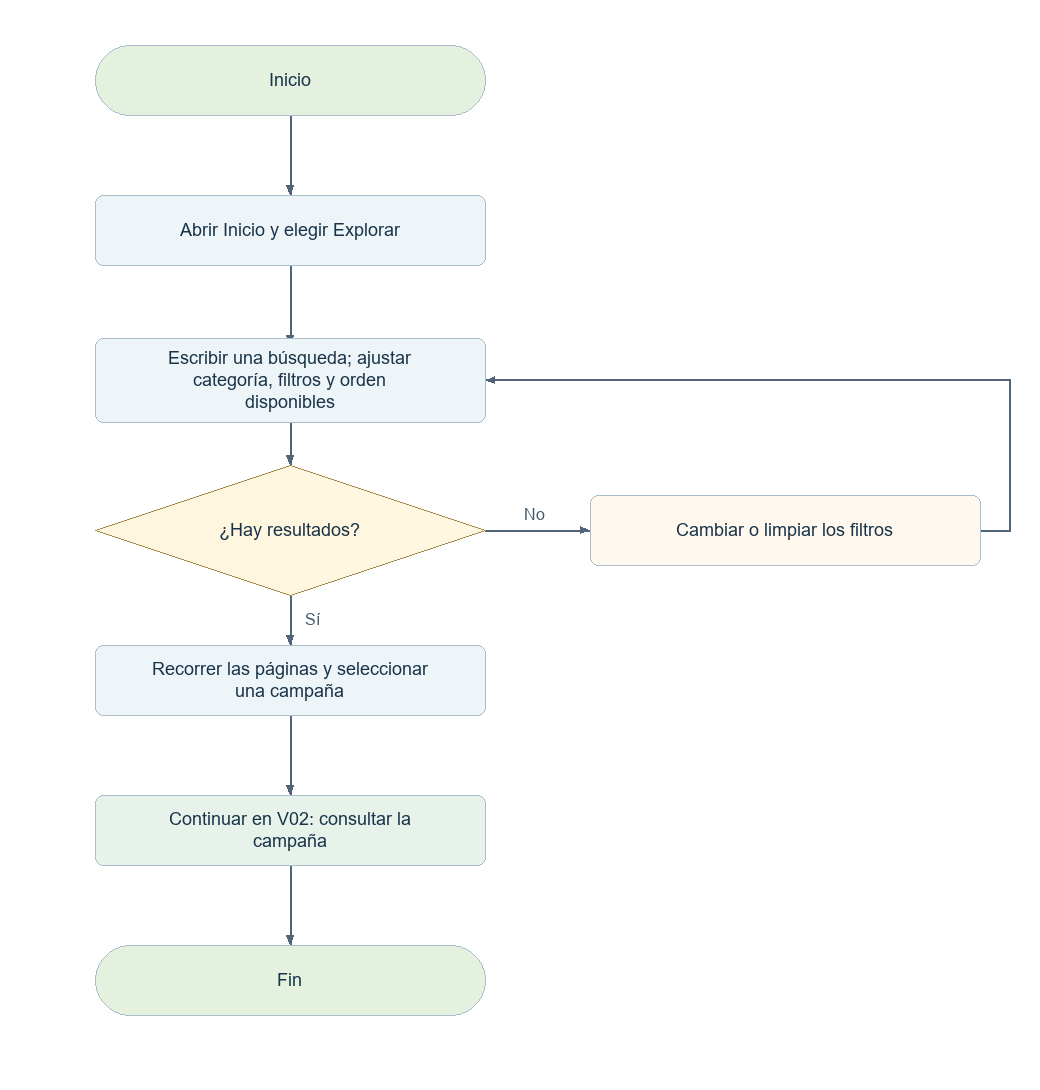 Inicio
Abrir Inicio y elegir Explorar
Escribir una búsqueda; ajustar
categoría, filtros y orden
disponibles
¿Hay resultados?
No
Cambiar o limpiar los filtros
Sí
Recorrer las páginas y seleccionar
una campaña
Continuar en V02: consultar la
campaña
Fin